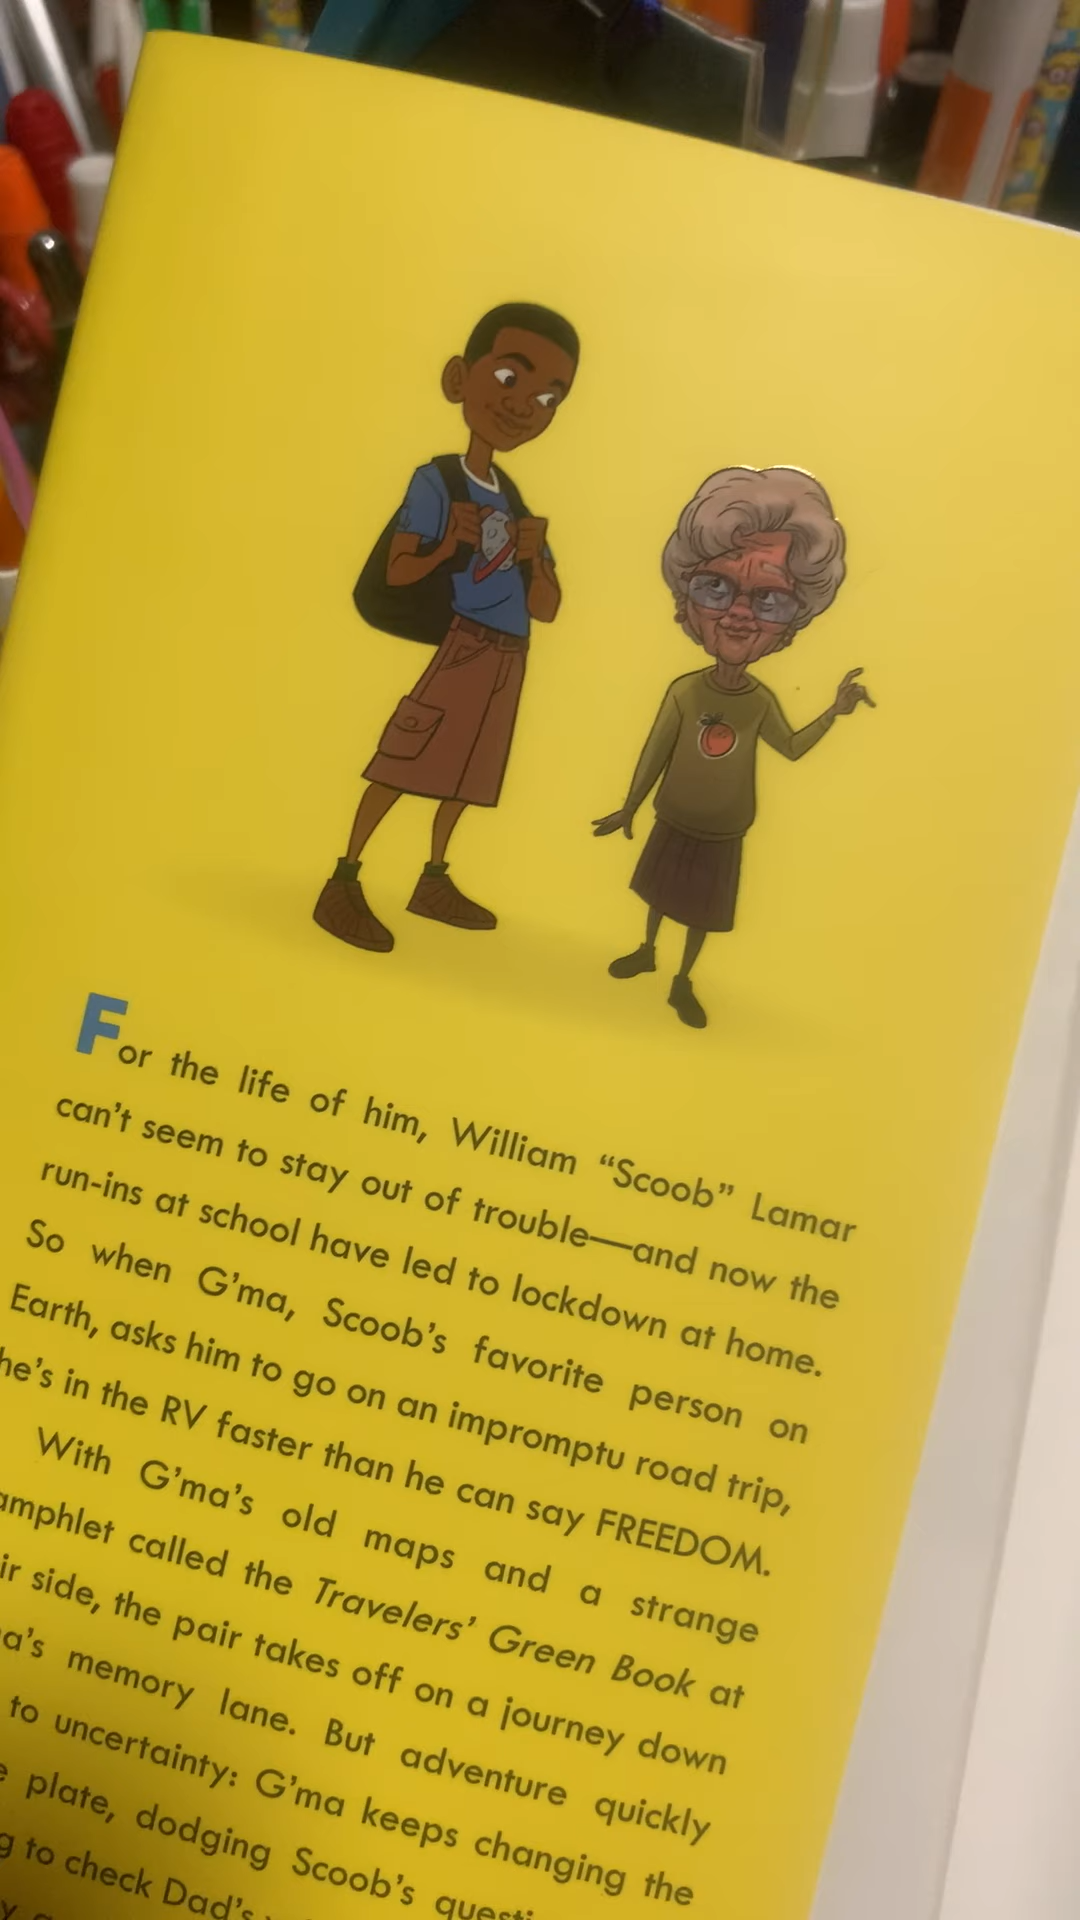 For the life of him, William “Scoob” Lamar
can’t seem to stay out of trouble—and now the
run-ins at school have led to lockdown at home.
So when G’ma, Scoob’s favorite person on
Earth, asks him to go on an impromptu road trip,
he’s in the RV faster than he can say FREEDOM.
With G’ma’s old maps and a strange
amphlet called the Travelers’ Green Book at
ir side, the pair takes off on a journey down
a’s memory lane. But adventure quickly
to uncertainty: G’ma keeps changing the
plate, dodging Scoob’s questi
g to check Dad’s